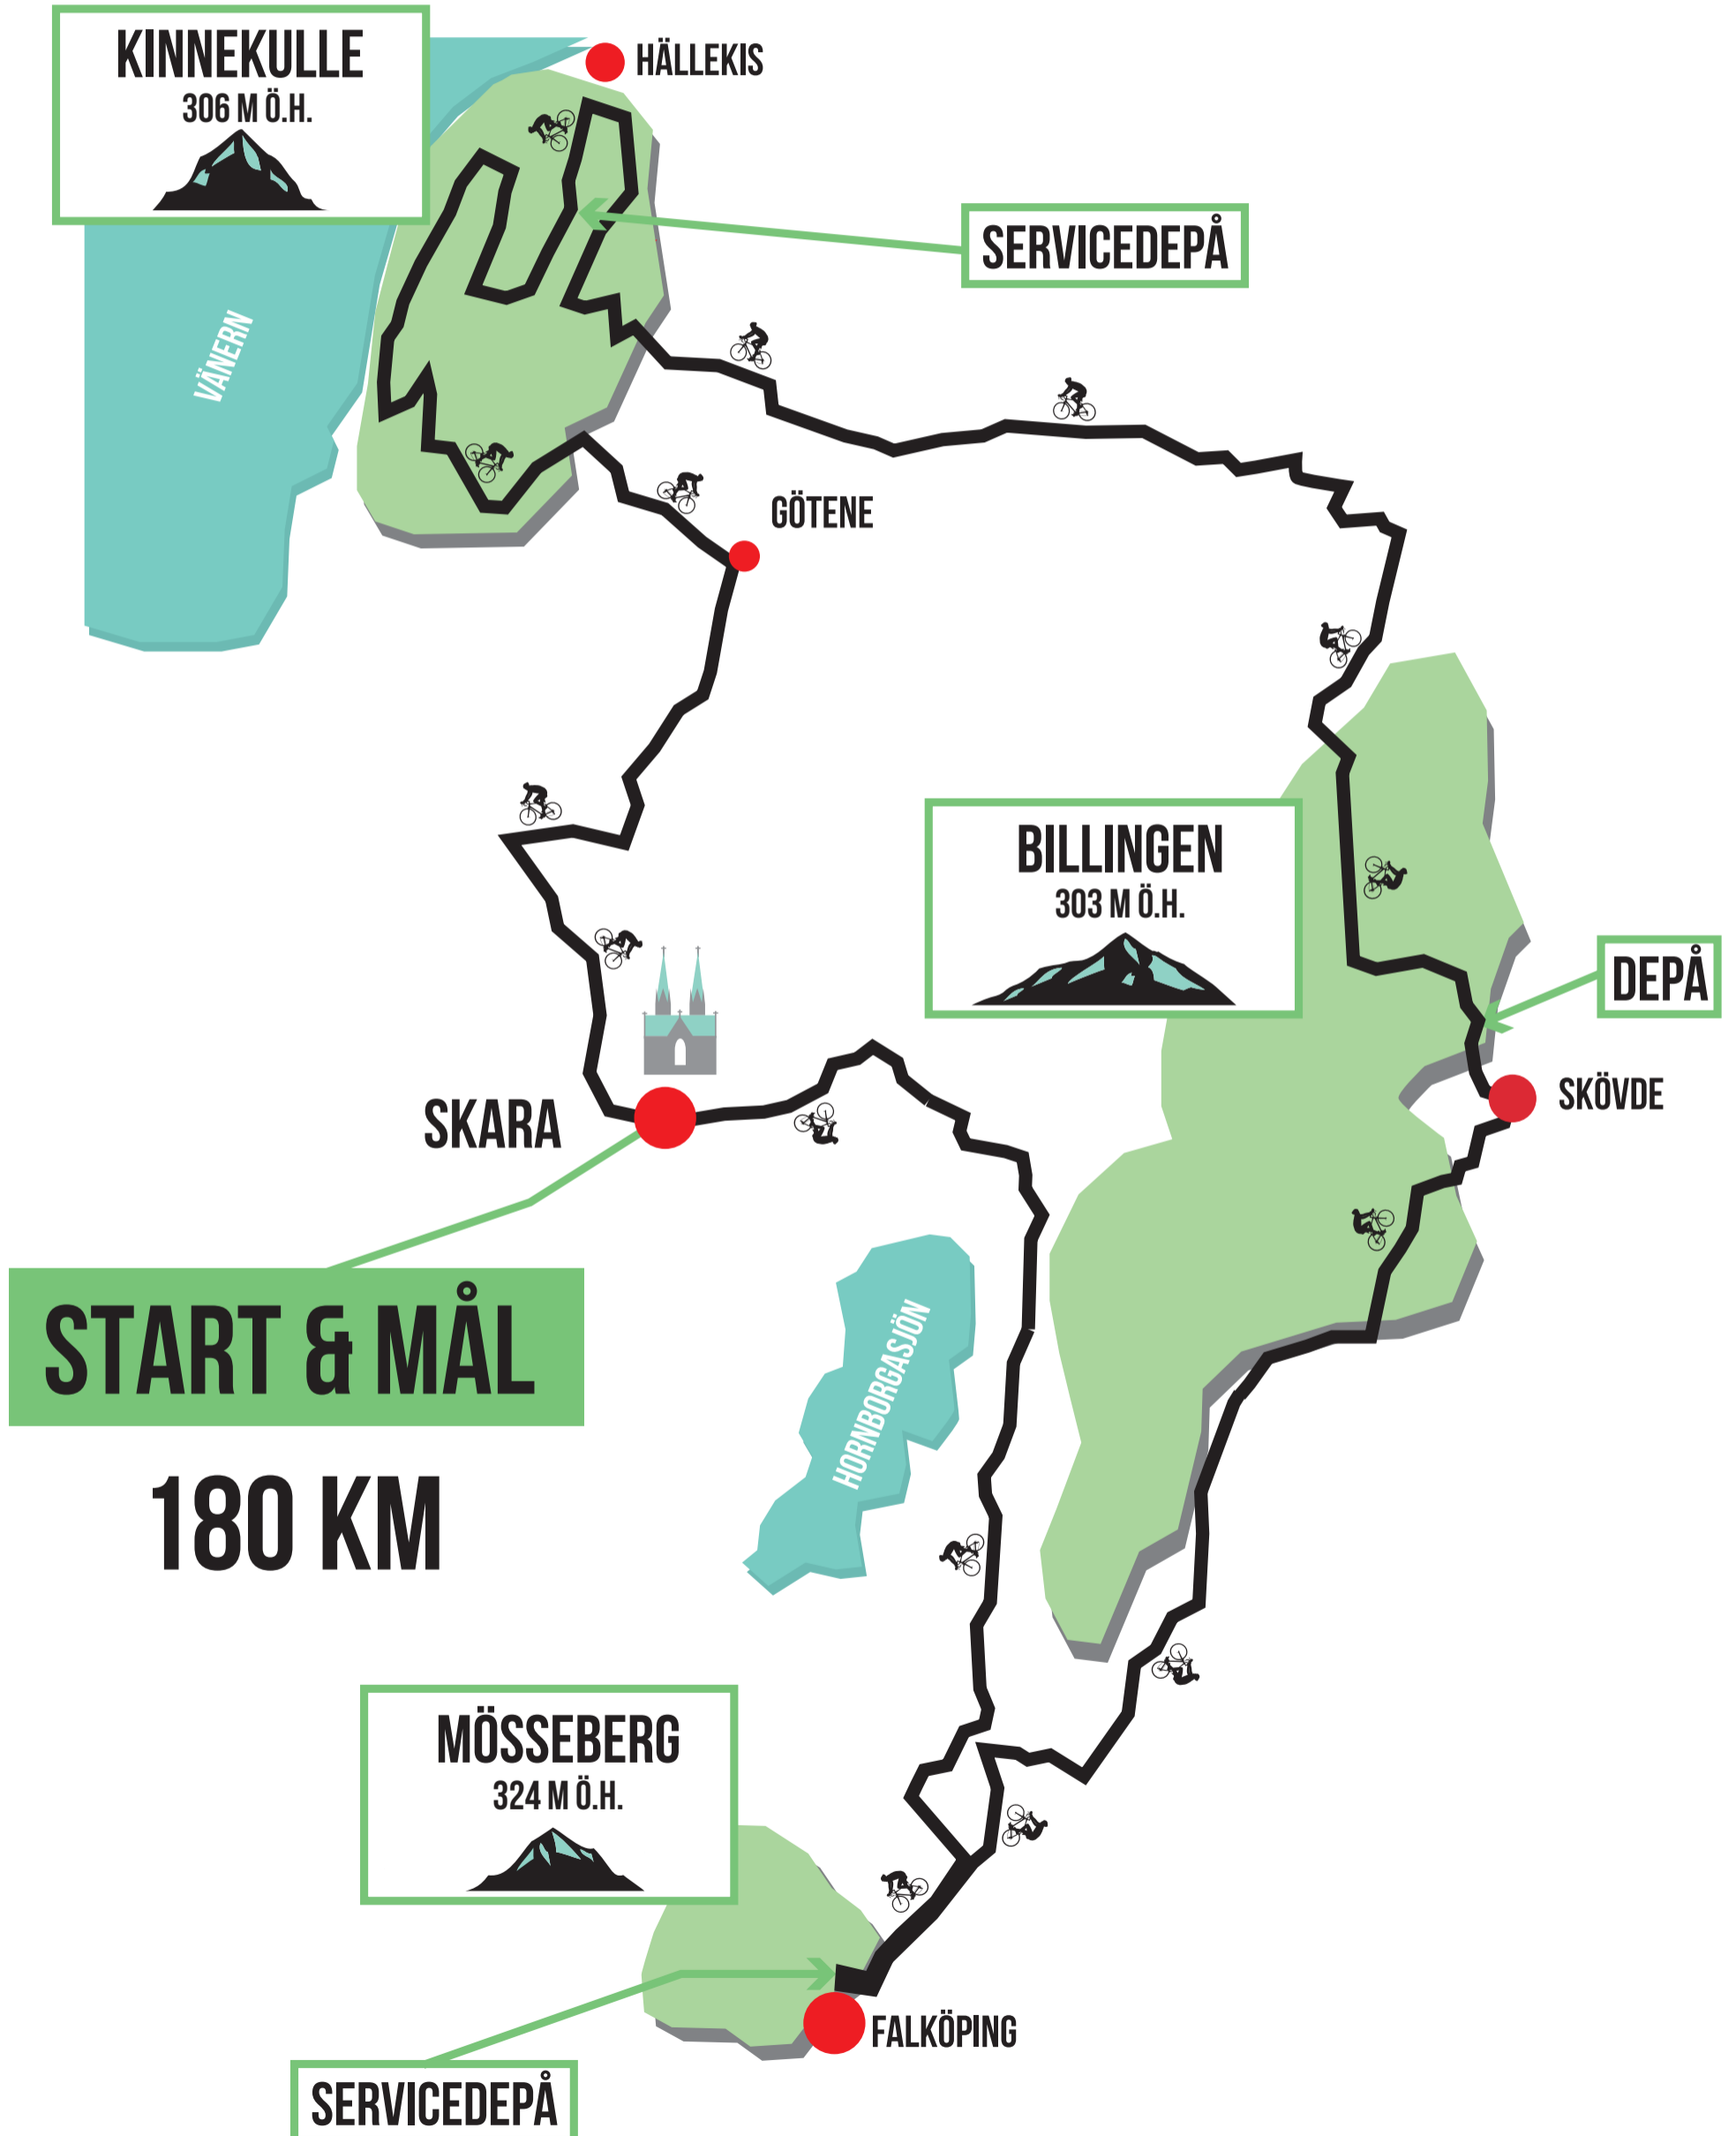 KINNEKULLE
306 M Ö.H.
HÄLLEKIS
SERVICEDEPÅ
VÄNERN
GÖTENE
BILLINGEN
303 M Ö.H.
DEPÅ
SKÖVDE
SKARA
START & MÅL
180 KM
HORNBORGASJÖN
MÖSSEBERG
324 M Ö.H.
FALKÖPING
SERVICEDEPÅ